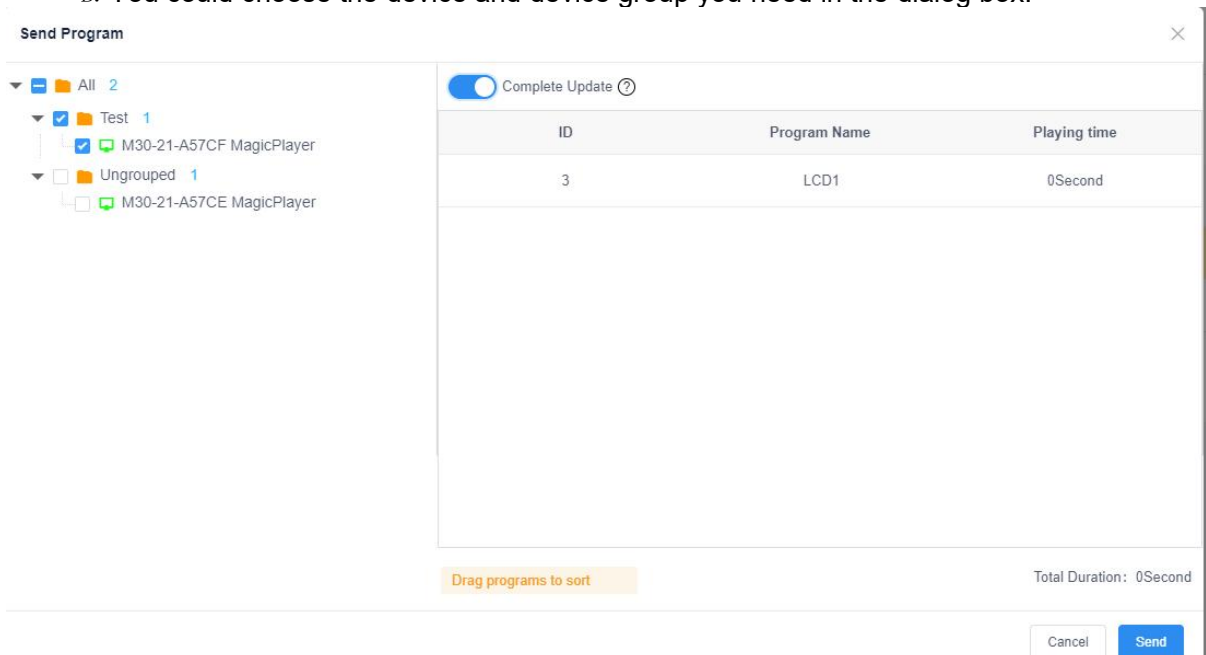 B. You could choose the device and device group you need in the dialog box.
Send Program
All 2
Test 1
M30-21-A57CF MagicPlayer
Ungrouped 1
M30-21-A57CE MagicPlayer
Complete Update ?
ID Program Name Playing time
3 LCD1 0Second
Drag programs to sort
Total Duration: 0Second
Cancel Send